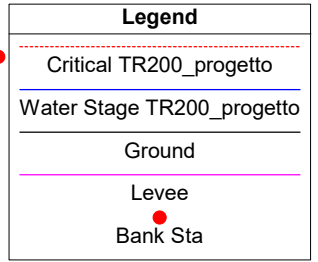 Legend
Critical TR200_progetto
Water Stage TR200_progetto
Ground
Levee
Bank Sta